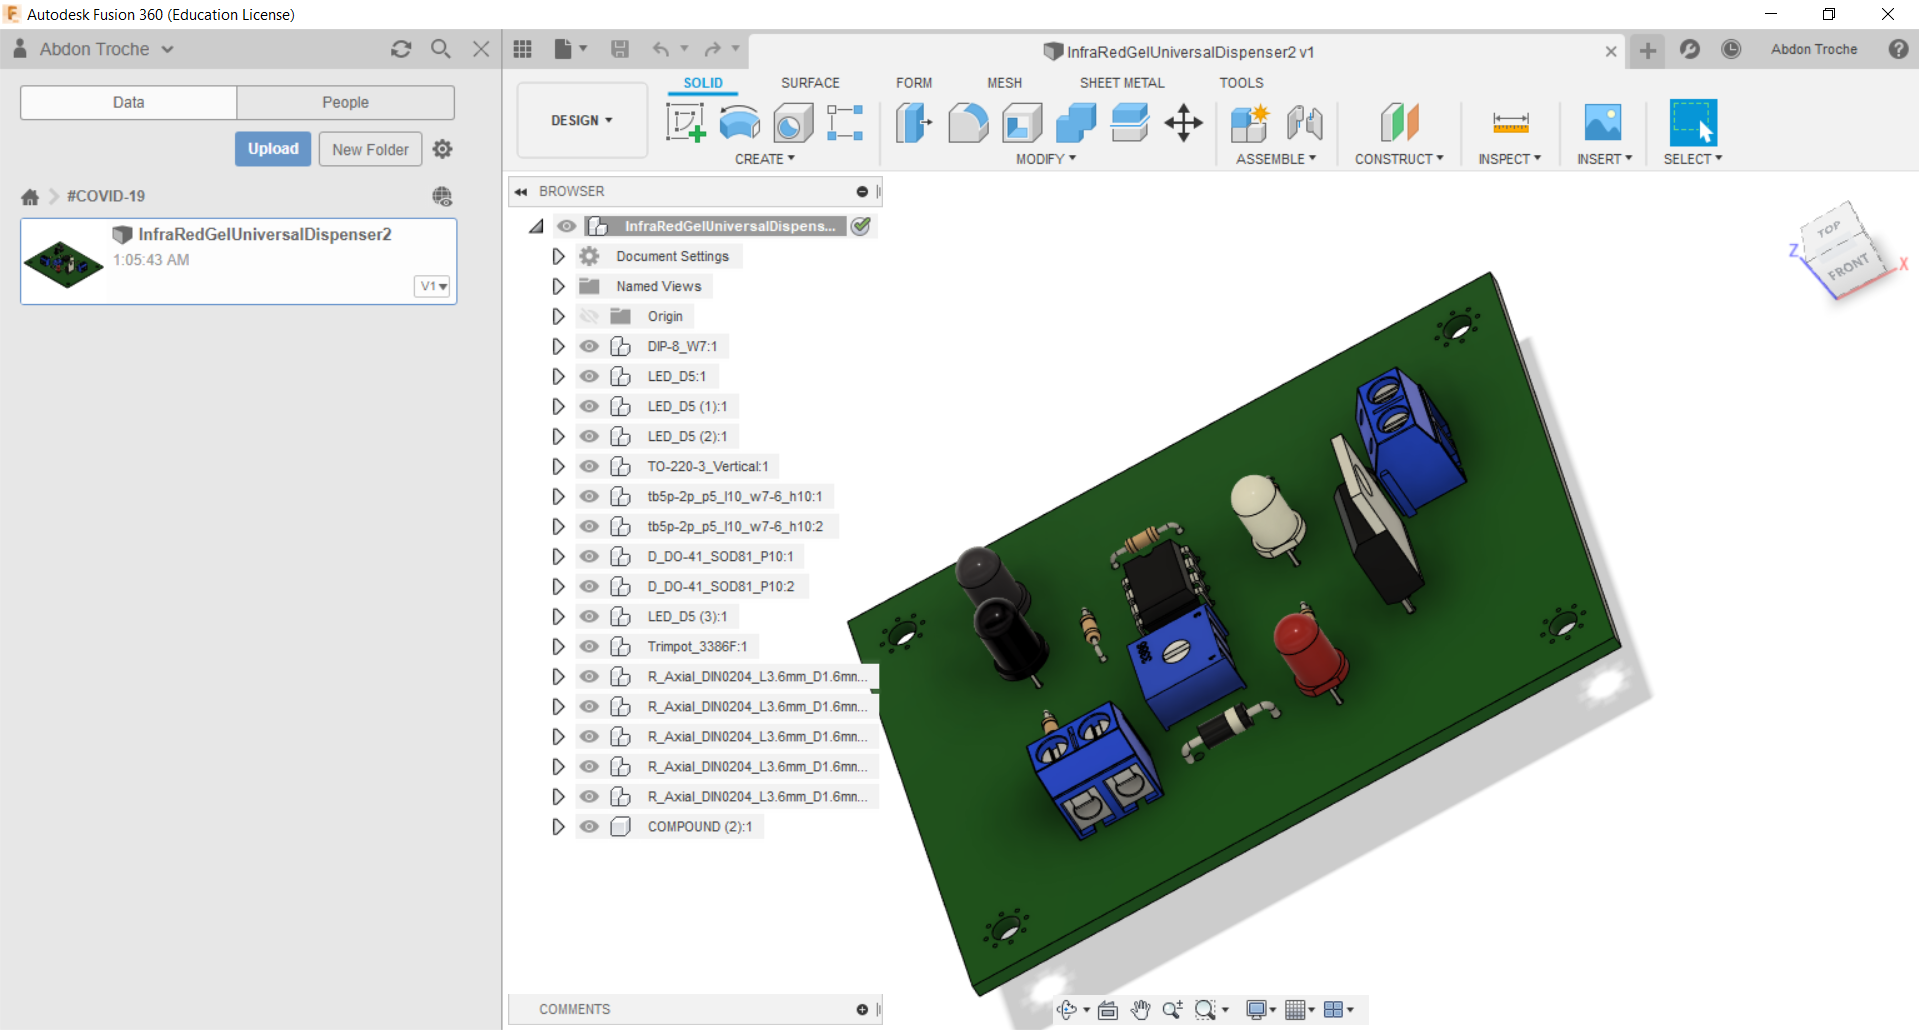 Autodesk Fusion 360 (Education License)
Abdon Troche
InfraRedGelUniversalDispenser2 v1
Abdon Troche
Data
People
Upload
New Folder
#COVID-19
InfraRedGelUniversalDispenser2
1:05:43 AM
V1
DESIGN
SOLID
SURFACE
FORM
MESH
SHEET METAL
TOOLS
CREATE
MODIFY
ASSEMBLE
CONSTRUCT
INSPECT
INSERT
SELECT
BROWSER
InfraRedGelUniversalDispens...
Document Settings
Named Views
Origin
DIP-8_W7:1
LED_D5:1
LED_D5 (1):1
LED_D5 (2):1
TO-220-3_Vertical:1
tb5p-2p_p5_l10_w7-6_h10:1
tb5p-2p_p5_l10_w7-6_h10:2
D_DO-41_SOD81_P10:1
D_DO-41_SOD81_P10:2
LED_D5 (3):1
Trimpot_3386F:1
R_Axial_DIN0204_L3.6mm_D1.6mn...
R_Axial_DIN0204_L3.6mm_D1.6mn...
R_Axial_DIN0204_L3.6mm_D1.6mn...
R_Axial_DIN0204_L3.6mm_D1.6mn...
R_Axial_DIN0204_L3.6mm_D1.6mn...
COMPOUND (2):1
COMMENTS
TOP
FRONT
Z
X